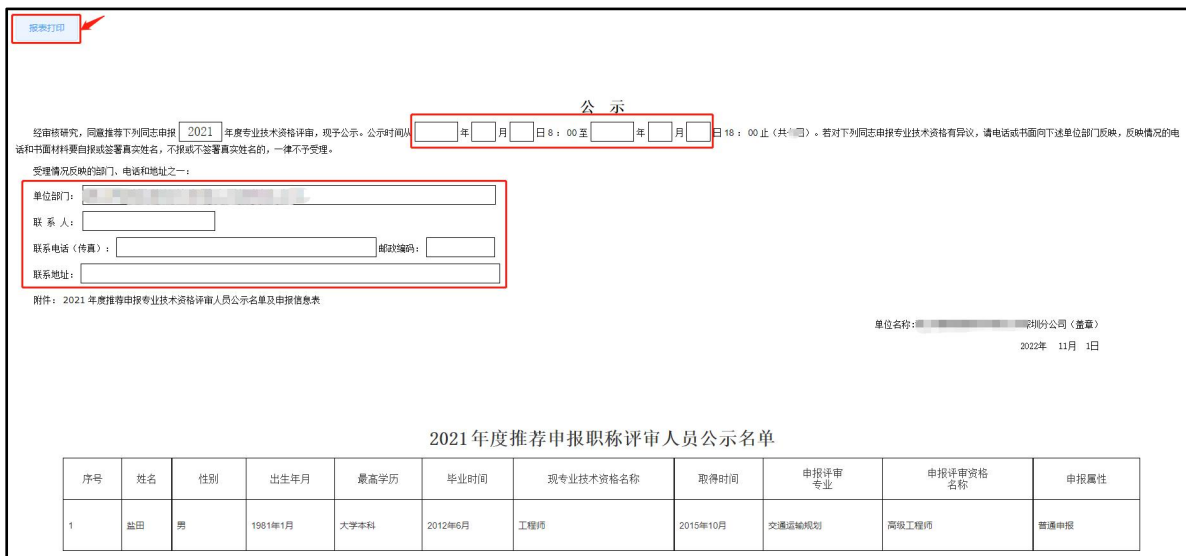 报表打印
公 示
经审核研究，同意推荐下列同志申报 2021 年度专业技术资格评审，现予公示。公示时间从 年 月 日8：00至 年 月 日18：00止（共 ）。若对下列同志申报专业技术资格有异议，请电话或书面向下述单位部门反映，反映情况的电
话和书面材料要自报或签署真实姓名，不报或不签署真实姓名的，一律不予受理。
受理情况反映的部门、电话和地址之一：
单位部门：
联 系 人：
联系电话（传真）： 邮政编码：
联系地址：
附件： 2021 年度推荐申报专业技术资格评审人员公示名单及申报信息表
单位名称： 圳分公司（盖章）
2022年 11月 1日
2021年度推荐申报职称评审人员公示名单
序号 姓名 性别 出生年月 最高学历 毕业时间 现专业技术资格名称 取得时间 申报评审专业 申报评审资格名称 申报属性
1 盐田 男 1981年1月 大学本科 2012年6月 工程师 2015年10月 交通运输规划 高级工程师 普通申报